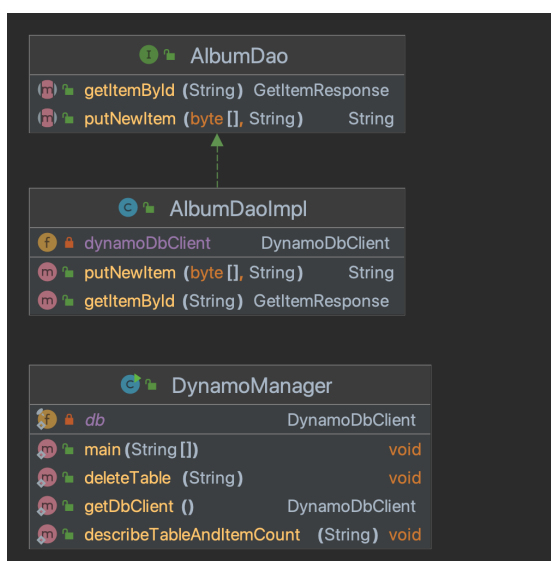 I AlbumDao
m getItemById (String) GetItemResponse
m putNewItem (byte[], String) String
C AlbumDaoImpl
f dynamoDbClient DynamoDbClient
m putNewItem (byte[], String) String
m getItemById (String) GetItemResponse
C DynamoManager
f db DynamoDbClient
m main(String[]) void
m deleteTable (String) void
m getDbClient () DynamoDbClient
m describeTableAndItemCount (String) void